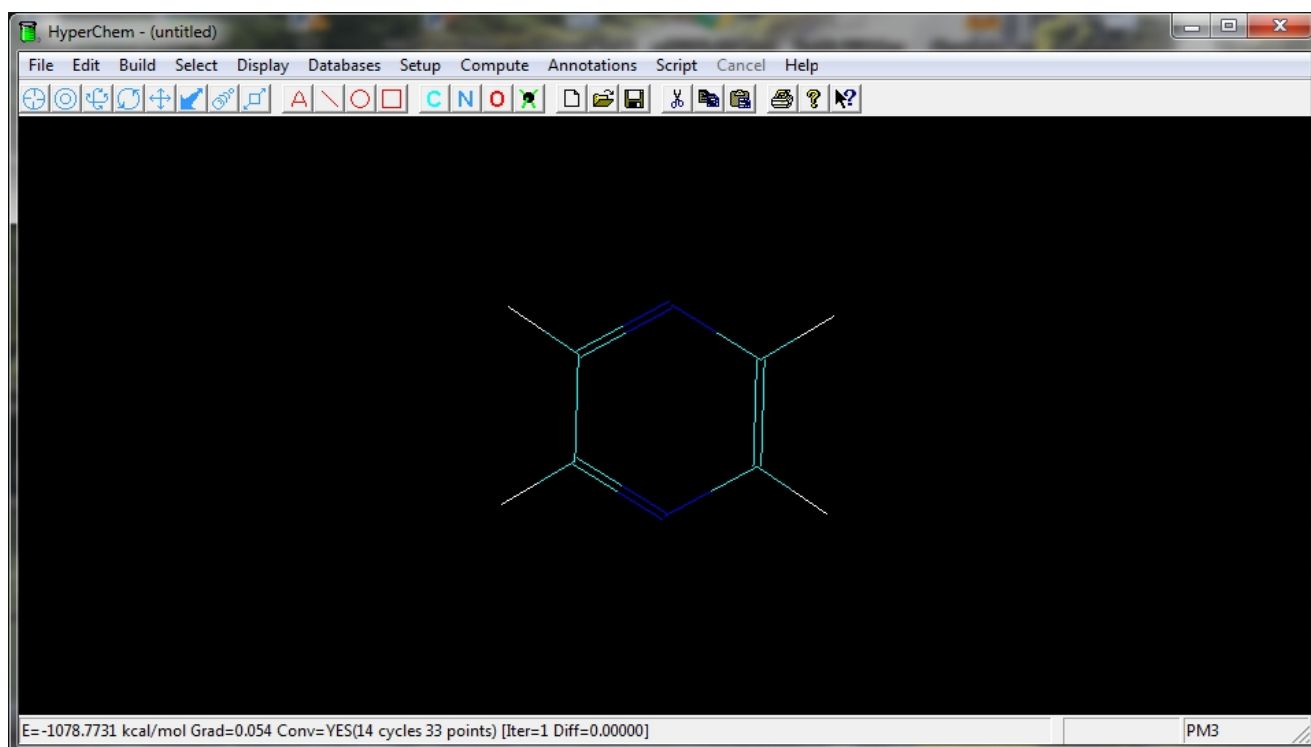 HyperChem - (untitled)
File Edit Build Select Display Databases Setup Compute Annotations Script Cancel Help
A C N O
E=-1078.7731 kcal/mol Grad=0.054 Conv=YES(14 cycles 33 points) [Iter=1 Diff=0.00000] PM3